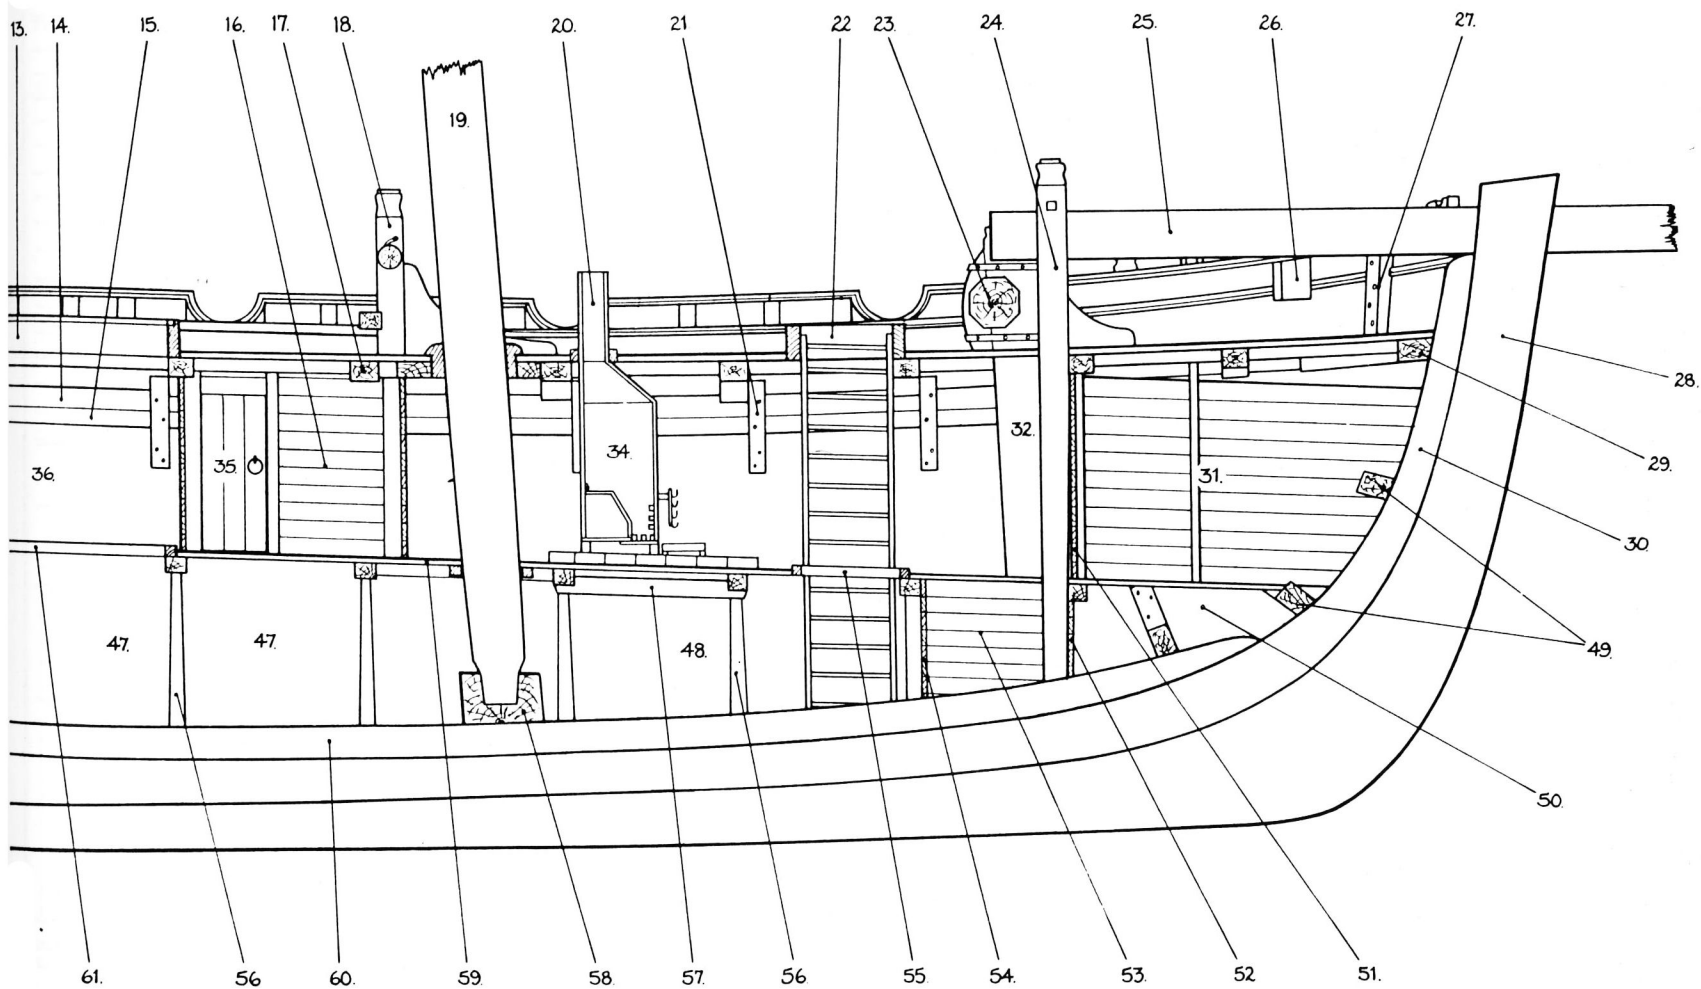 13. 14. 15. 16. 17. 18. 20. 21 22 23. 24. 25. 26. 27.
19.
28.
32.
36. 35. 34. 31. 29.
30.
47. 47. 48. 49.
50.
61. 56 60. 59. 58. 57. 56. 55. 54. 53. 52 51.